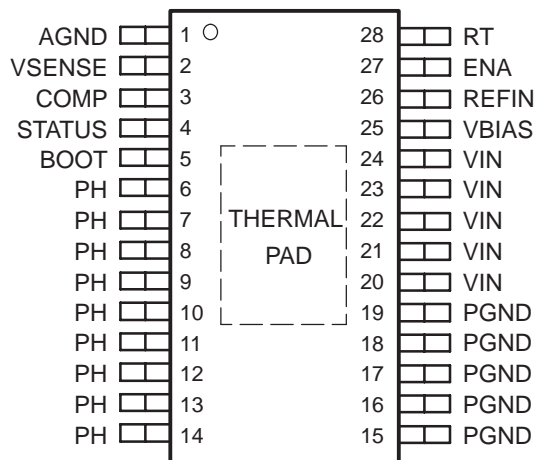 AGND 1 28 RT
VSENSE 2 27 ENA
COMP 3 26 REFIN
STATUS 4 25 VBIAS
BOOT 5 24 VIN
PH 6 23 VIN
PH 7 THERMAL 22 VIN
PH 8 PAD 21 VIN
PH 9 20 VIN
PH 10 19 PGND
PH 11 18 PGND
PH 12 17 PGND
PH 13 16 PGND
PH 14 15 PGND